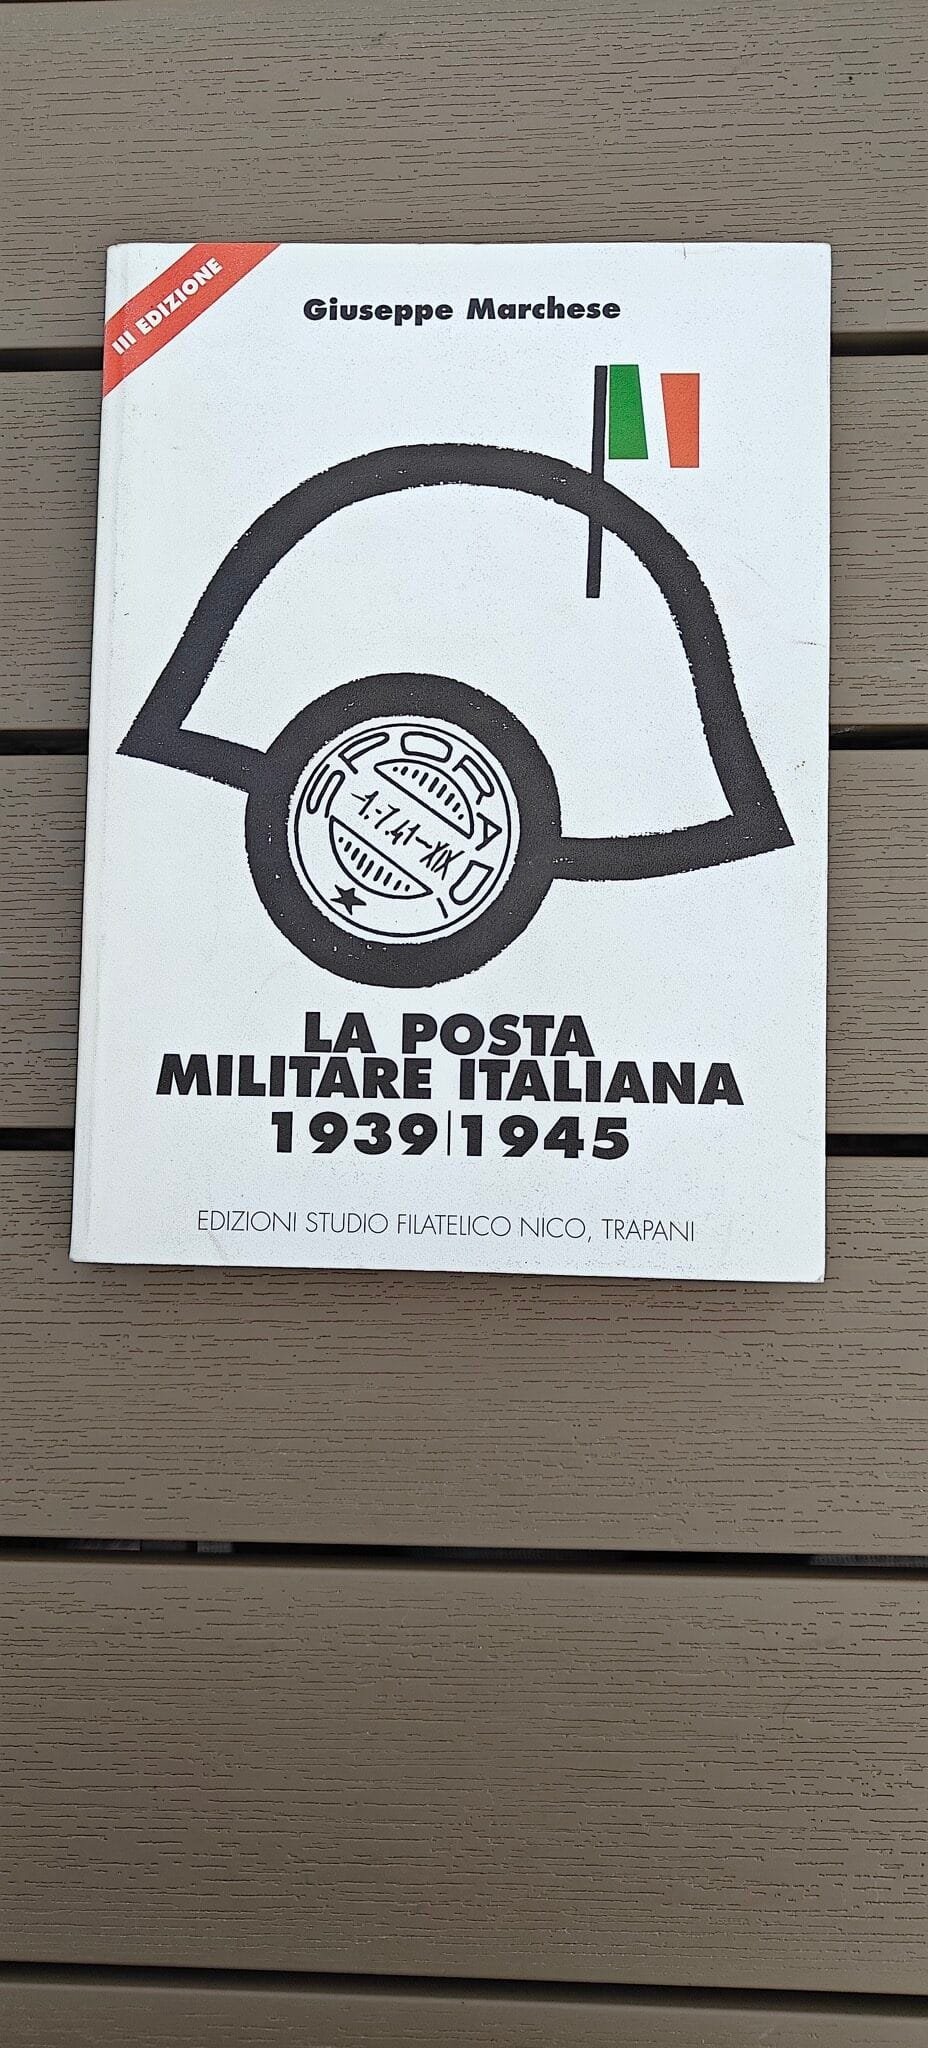 III EDIZIONE
Giuseppe Marchese
SPORADI
-1.-7.41-XIX
LA POSTA
MILITARE ITALIANA
1939|1945
EDIZIONI STUDIO FILATELICO NICO, TRAPANI